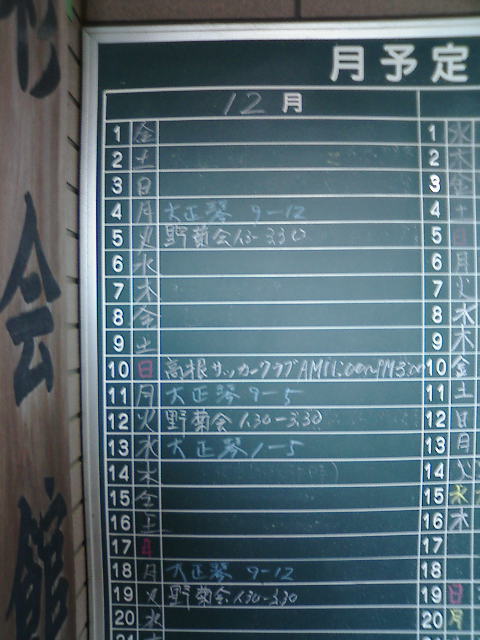 会
館
月予定
12月
1 金
2 土
3 日
4 月 大正琴 9-12
5 火 野菊会 1.30-3.30
6 水
7 木
8 金
9 土
10 日 高根サッカークラブAM11:00〜PM3:00
11 月 大正琴 9-5
12 火 野菊会 1.30-3.30
13 水 大正琴 1-5
14 木
15 金
16 土
17 日
18 月 大正琴 9-12
19 火 野菊会 1.30-3.30
20 水
21
1 水
2 木
3 金
4 土
5 日
6 月
7 火
8 水
9 木
10 金
11 土
12 日
13 月
14 火
15 水
16 木
17
18
19 日
20 月